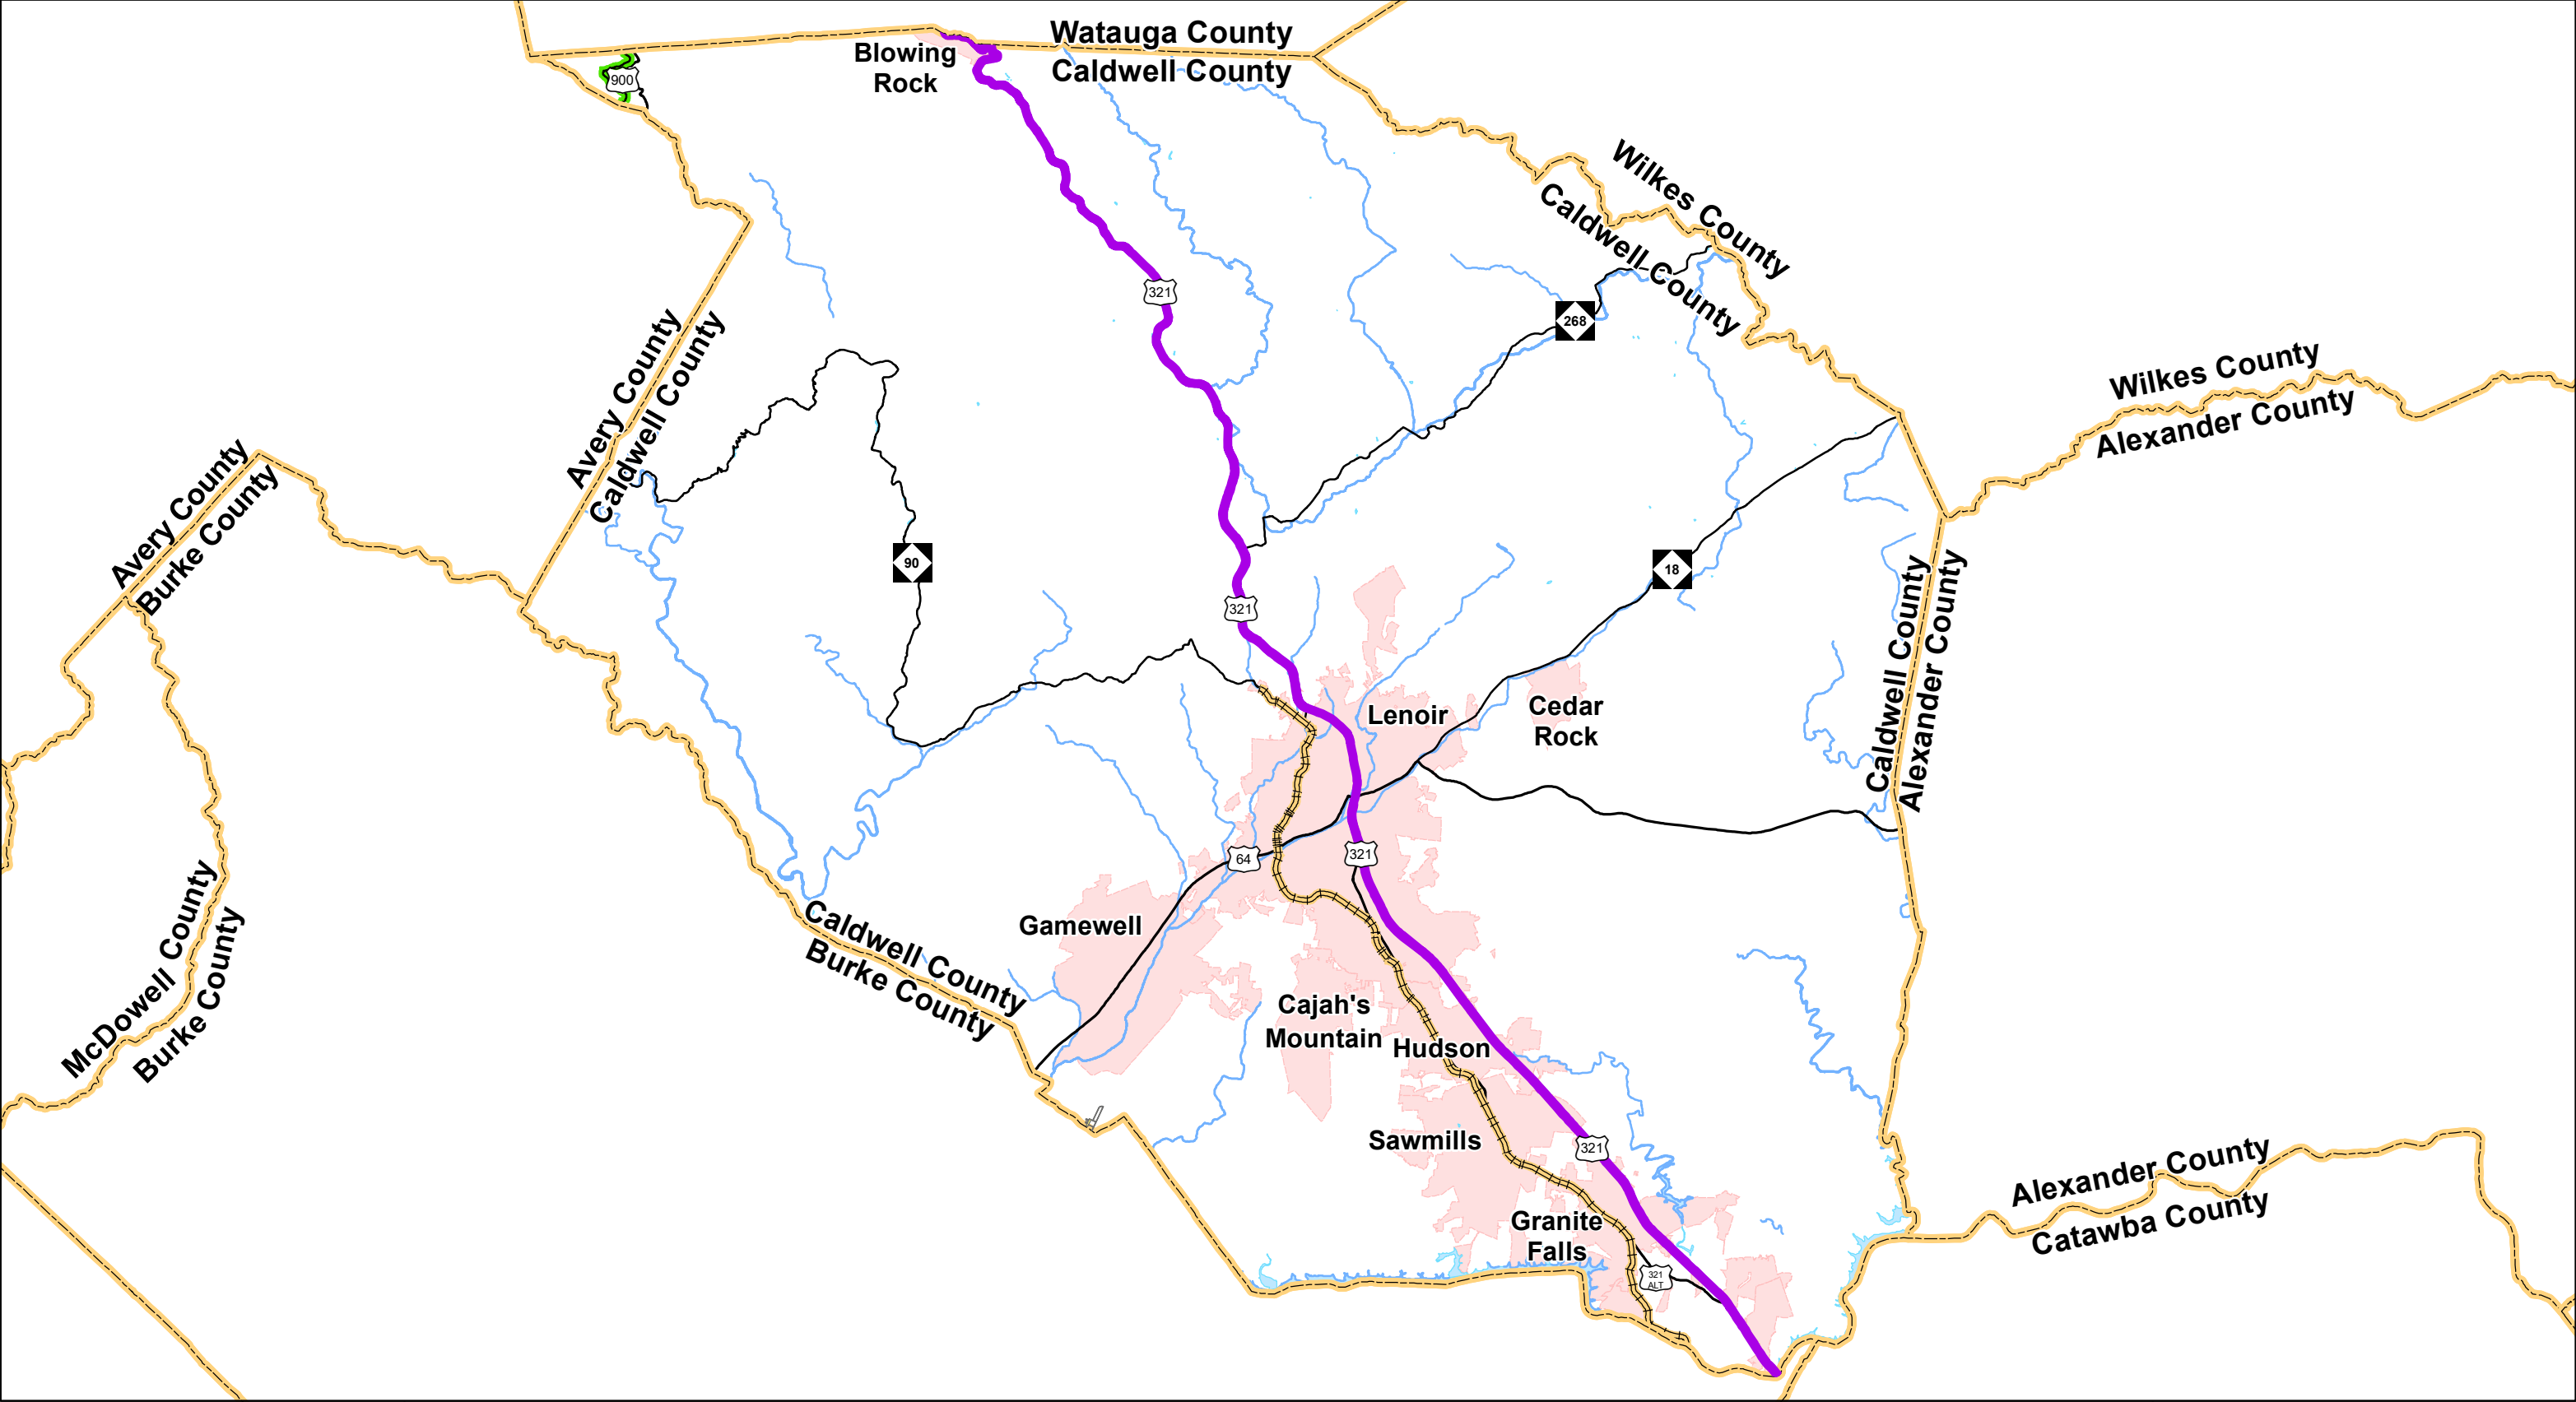 Watauga County
Caldwell County
Blowing
Rock
900
Wilkes County
Caldwell County
321
268
Avery County
Caldwell County
Wilkes County
Alexander County
Avery County
Burke County
90
18
321
Caldwell County
Alexander County
Lenoir
Cedar
Rock
64
321
McDowell County
Burke County
Gamewell
Caldwell County
Burke County
Cajah's
Mountain
Hudson
Sawmills
321
Alexander County
Catawba County
Granite
Falls
321
ALT